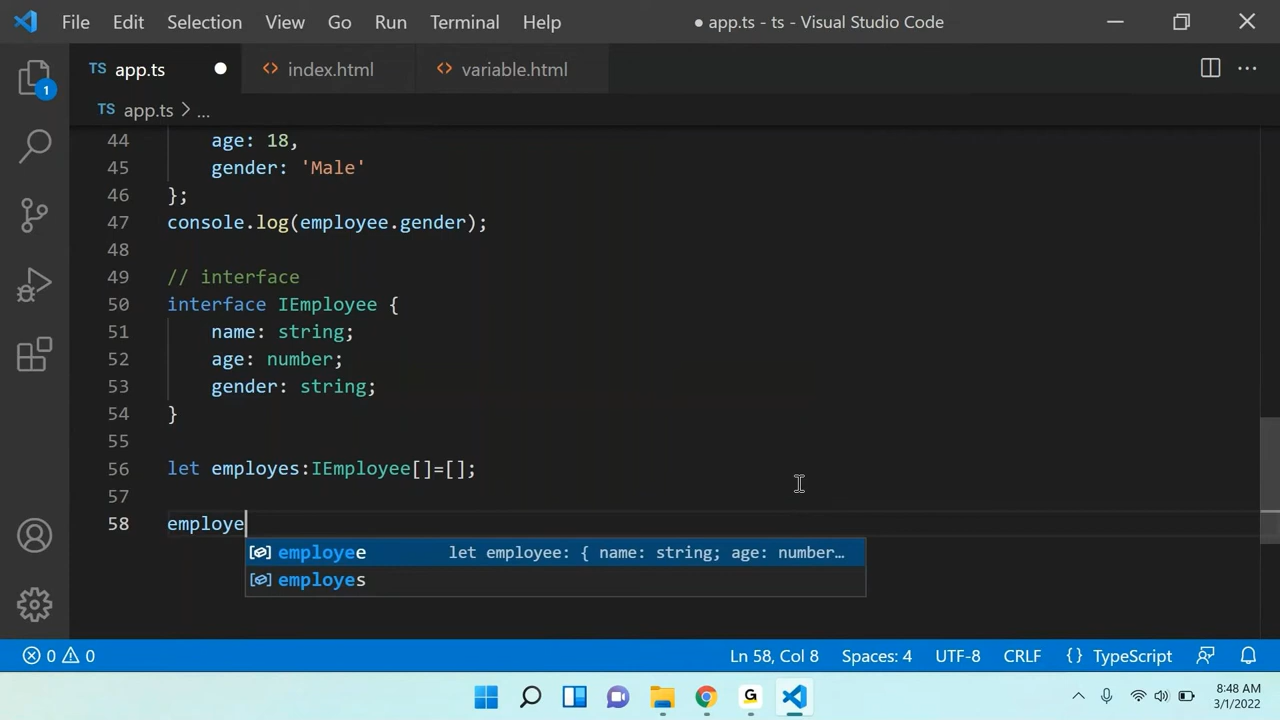 File Edit Selection View Go Run Terminal Help ● app.ts - ts - Visual Studio Code
TS app.ts index.html variable.html
TS app.ts > ...
1
44 age: 18,
45 gender: 'Male'
46 };
47 console.log(employee.gender);
48
49 // interface
50 interface IEmployee {
51 name: string;
52 age: number;
53 gender: string;
54 }
55
56 let employes:IEmployee[]=[];
57
58 employe
employee let employee: { name: string; age: number…
employes
0 0 Ln 58, Col 8 Spaces: 4 UTF-8 CRLF {} TypeScript
G 8:48 AM
3/1/2022